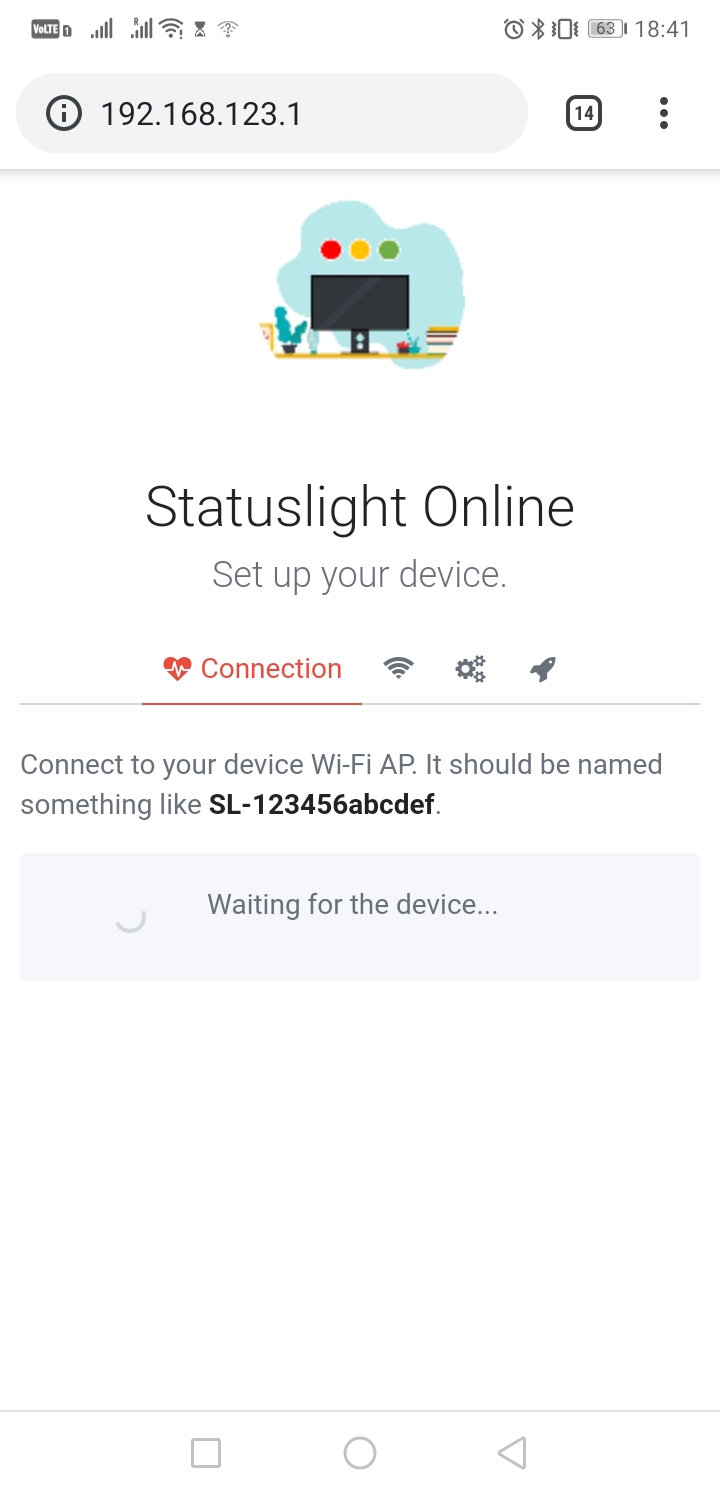 VoLTE 1 R 63 18:41
192.168.123.1 14
Statuslight Online
Set up your device.
Connection
Connect to your device Wi-Fi AP. It should be named
something like SL-123456abcdef.
Waiting for the device...